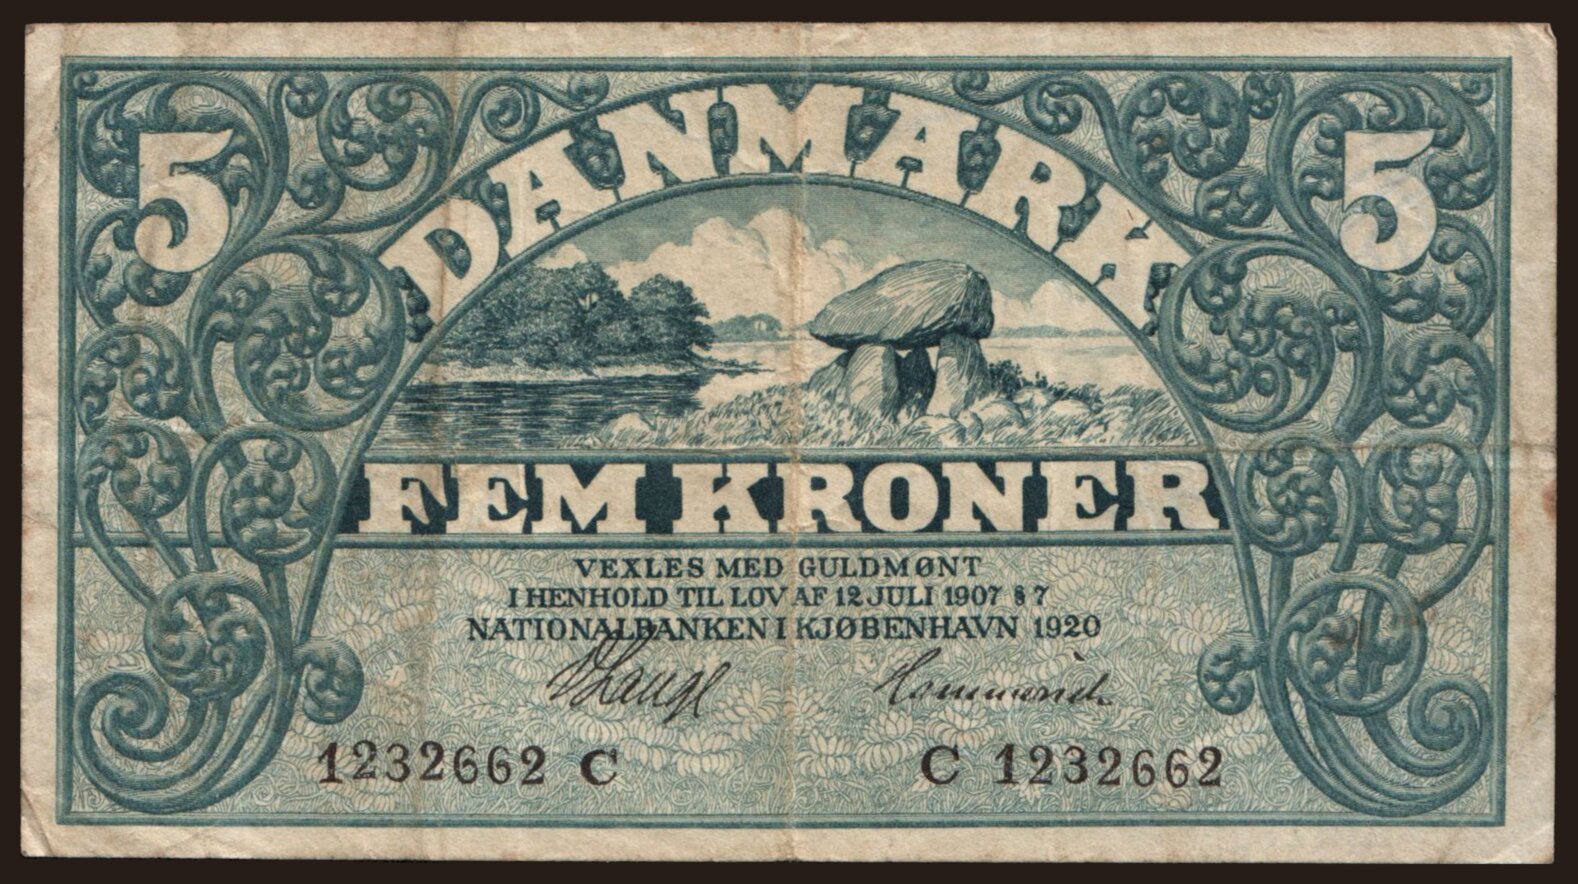 5 DANMARK 5
FEM KRONER
VEXLES MED GULDMØNT
I HENHOLD TIL LOV AF 12 JULI 1907 § 7
NATIONALBANKEN I KJØBENHAVN 1920
V Lange
1232662 C C 1232662